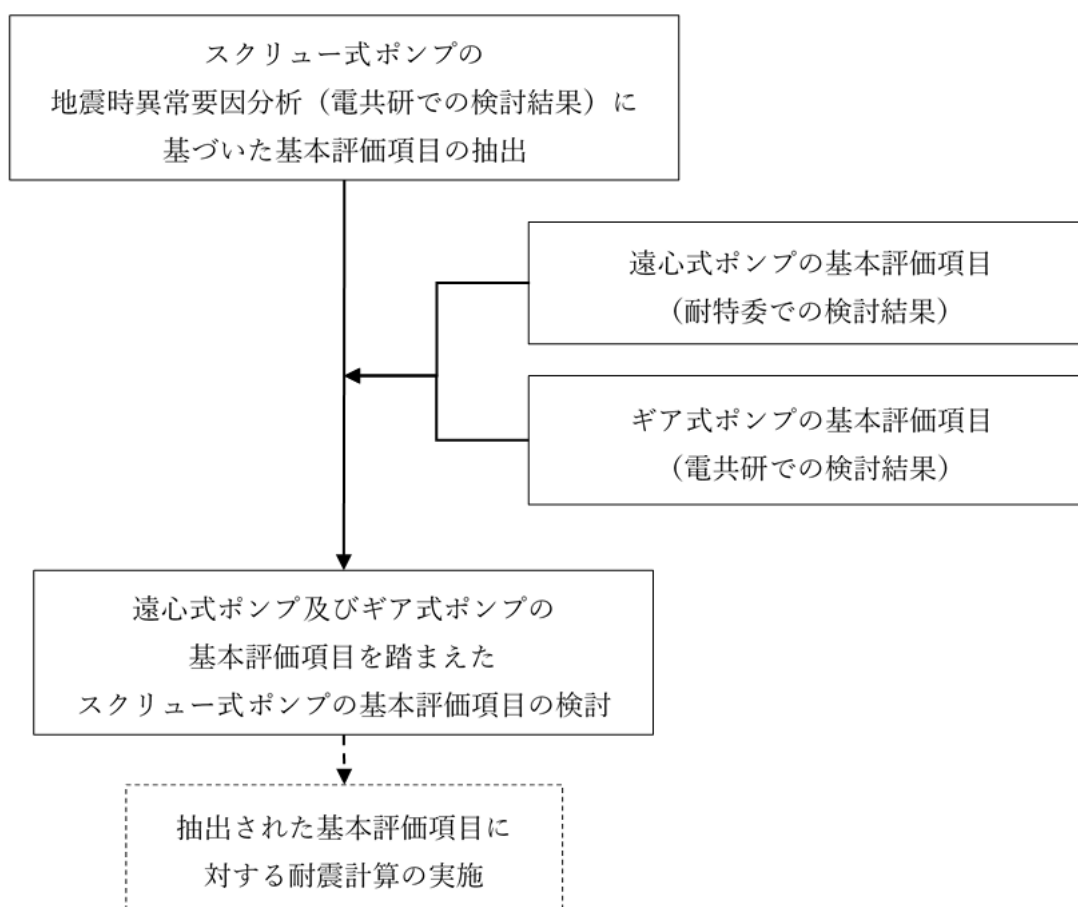 スクリュー式ポンプの
地震時異常要因分析（電共研での検討結果）に
基づいた基本評価項目の抽出
遠心式ポンプの基本評価項目
（耐特委での検討結果）
ギア式ポンプの基本評価項目
（電共研での検討結果）
遠心式ポンプ及びギア式ポンプの
基本評価項目を踏まえた
スクリュー式ポンプの基本評価項目の検討
抽出された基本評価項目に
対する耐震計算の実施